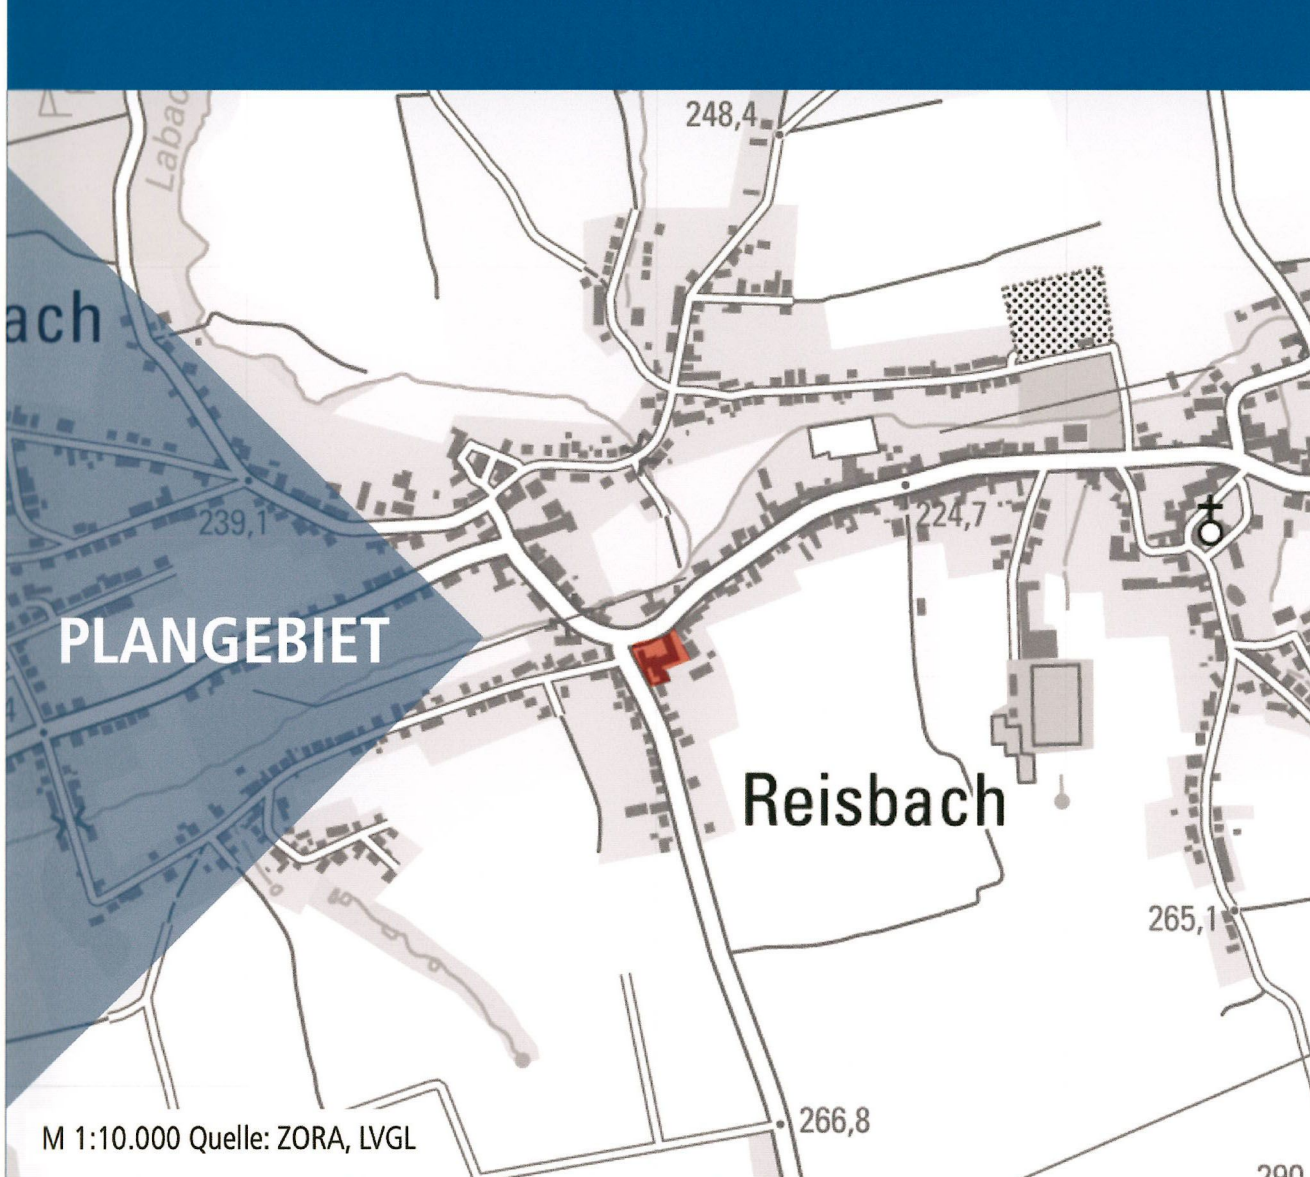 Labac
248,4
ach
239,1
224,7
PLANGEBIET
Reisbach
265,1
266,8
M 1:10.000 Quelle: ZORA, LVGL